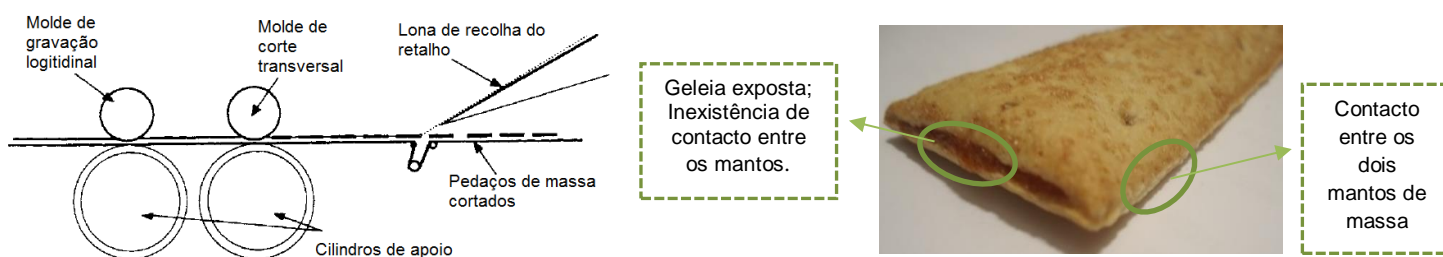 Molde de
gravação
logitidinal
Molde de
corte
transversal
Lona de recolha do
retalho
Pedaços de massa
cortados
Cilindros de apoio
Geleia exposta;
Inexistência de
contacto entre
os mantos.
Contacto
entre os
dois
mantos de
massa